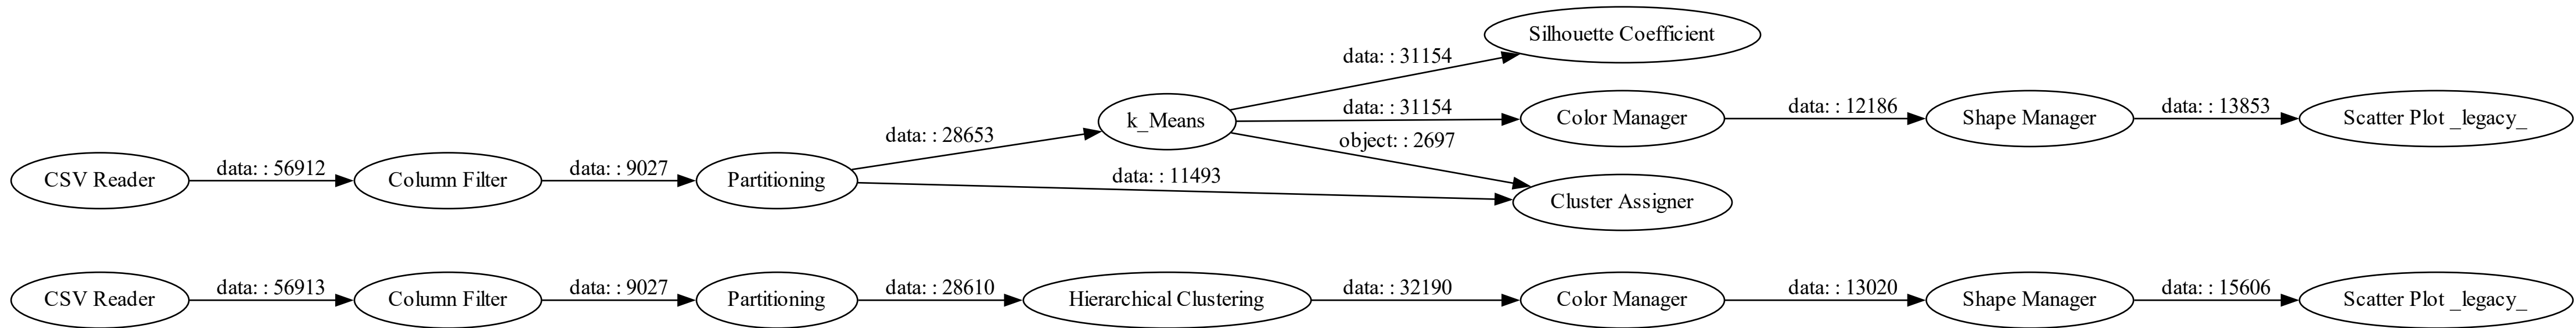 Silhouette Coefficient
data: : 31154
k_Means
data: : 31154
Color Manager
data: : 12186
Shape Manager
data: : 13853
Scatter Plot _legacy_
data: : 28653
object: : 2697
CSV Reader
data: : 56912
Column Filter
data: : 9027
Partitioning
data: : 11493
Cluster Assigner
CSV Reader
data: : 56913
Column Filter
data: : 9027
Partitioning
data: : 28610
Hierarchical Clustering
data: : 32190
Color Manager
data: : 13020
Shape Manager
data: : 15606
Scatter Plot _legacy_